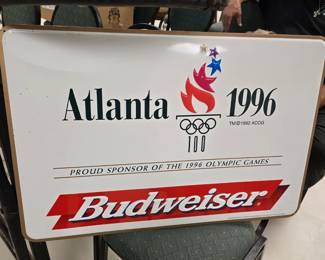 Atlanta 1996
TM©1992 ACOG
100
PROUD SPONSOR OF THE 1996 OLYMPIC GAMES
Budweiser